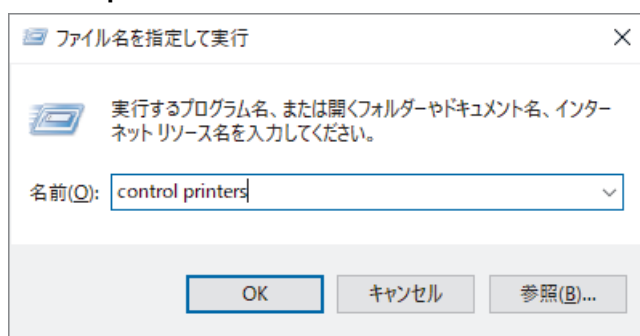 ファイル名を指定して実行
実行するプログラム名、または開くフォルダーやドキュメント名、インター
ネット リソース名を入力してください。
名前(O): control printers
OK キャンセル 参照(B)...